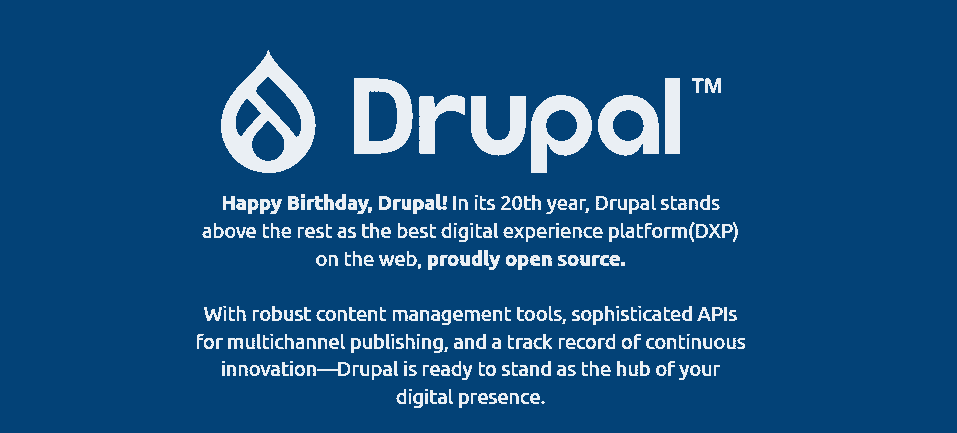 Drupal™
Happy Birthday, Drupal! In its 20th year, Drupal stands
above the rest as the best digital experience platform(DXP)
on the web, proudly open source.
With robust content management tools, sophisticated APIs
for multichannel publishing, and a track record of continuous
innovation—Drupal is ready to stand as the hub of your
digital presence.